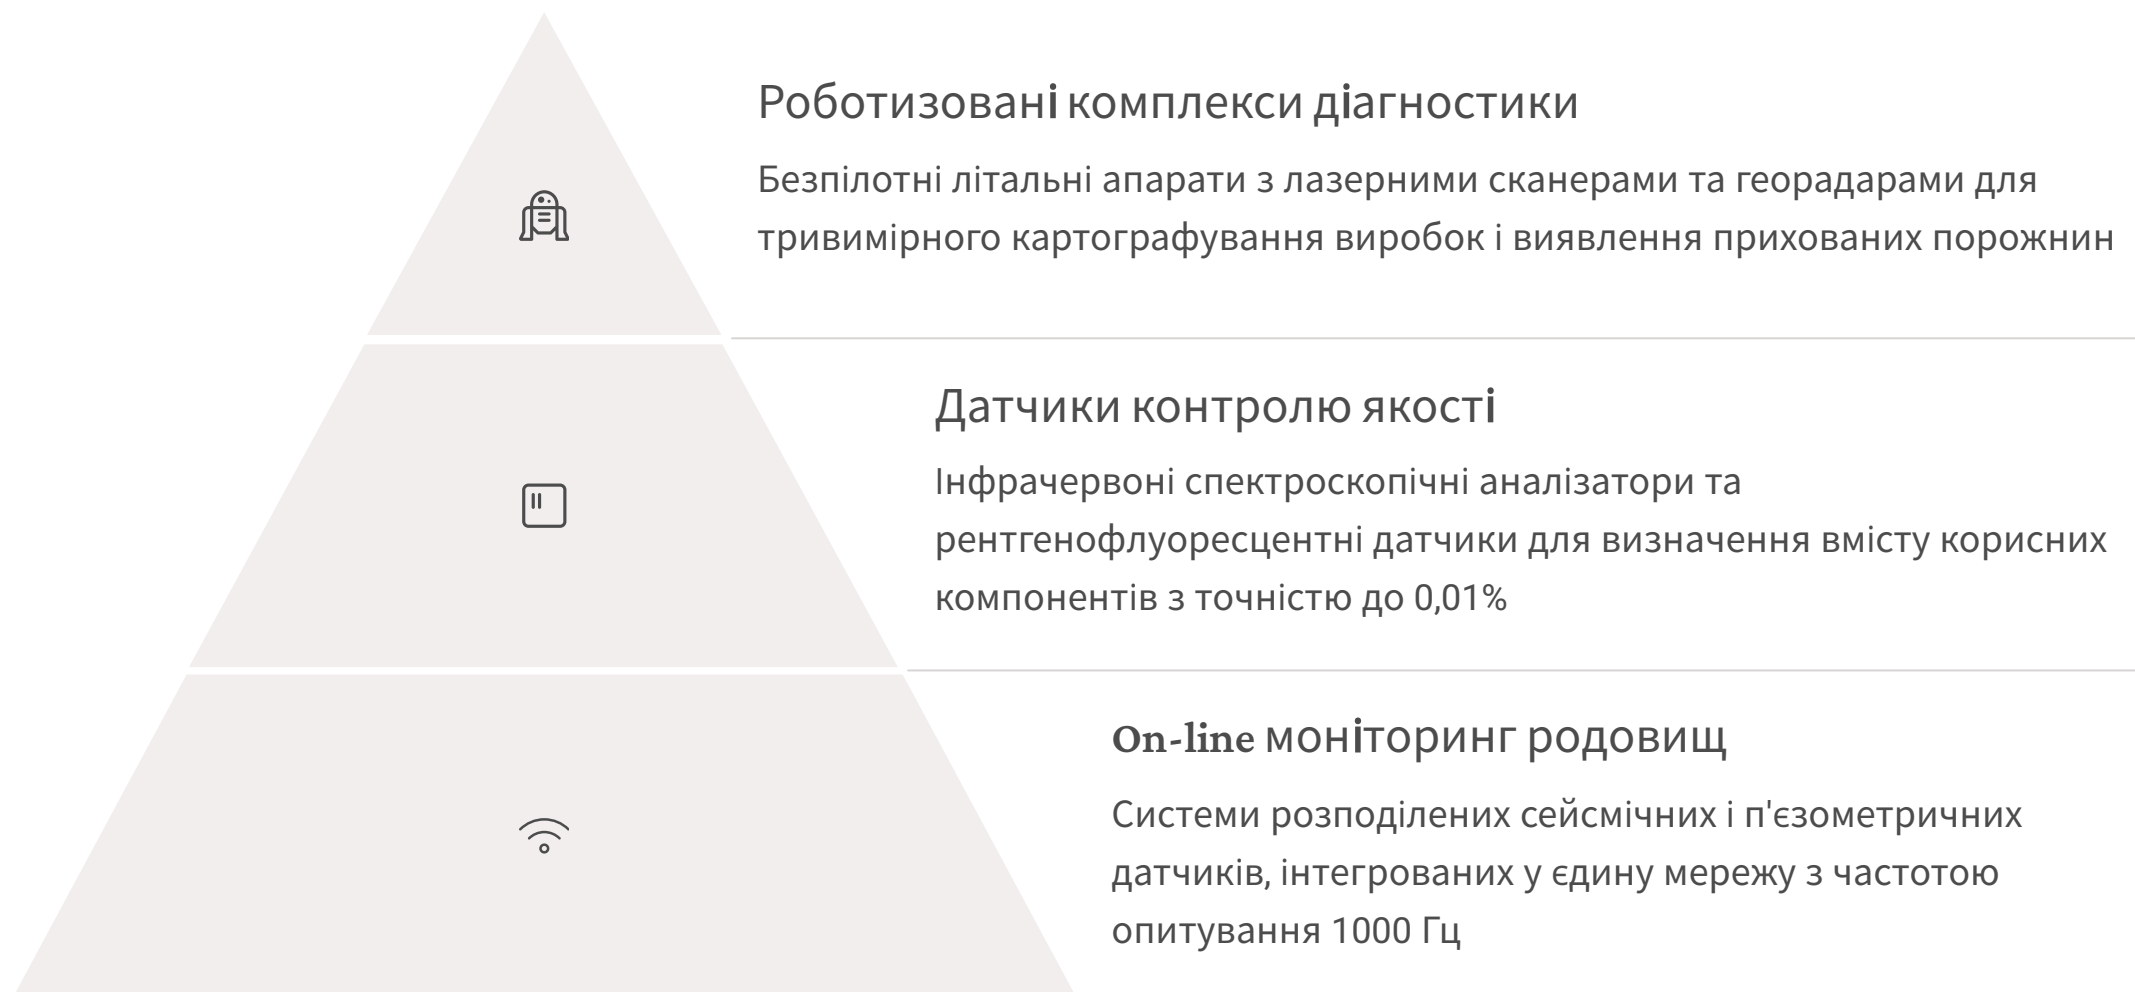 Роботизовані комплекси діагностики
Безпілотні літальні апарати з лазерними сканерами та георадарами для
тривимірного картографування виробок і виявлення прихованих порожнин
Датчики контролю якості
Інфрачервоні спектроскопічні аналізатори та
рентгенофлуоресцентні датчики для визначення вмісту корисних
компонентів з точністю до 0,01%
On-line моніторинг родовищ
Системи розподілених сейсмічних і п'єзометричних
датчиків, інтегрованих у єдину мережу з частотою
опитування 1000 Гц